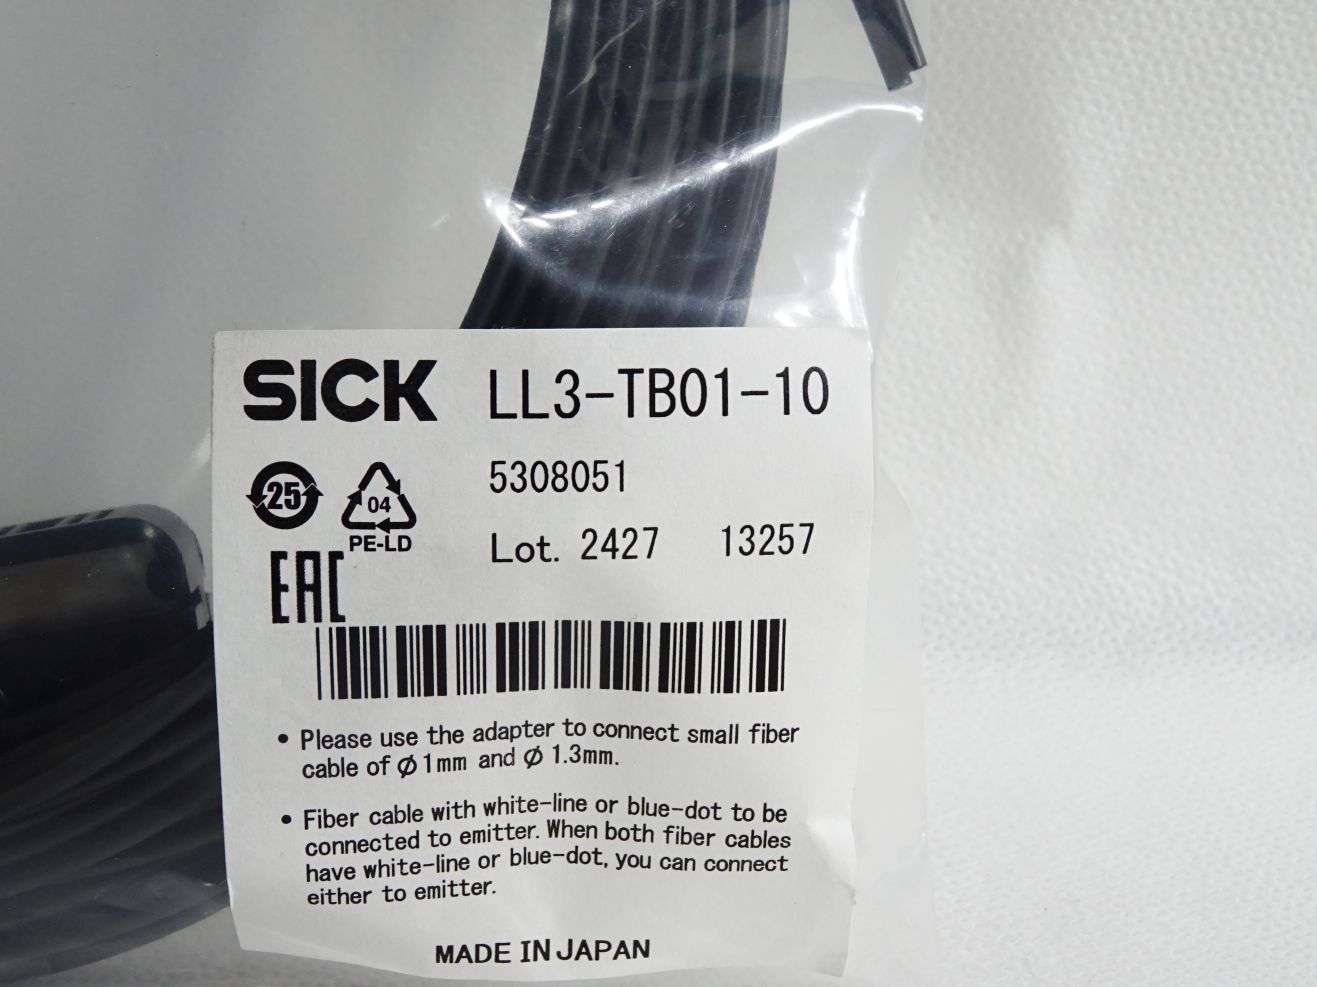 SICK LL3-TB01-10
5308051
25 04
PE-LD
Lot. 2427 13257
EAC
• Please use the adapter to connect small fiber
cable of ϕ 1mm and ϕ 1.3mm.
• Fiber cable with white-line or blue-dot to be
connected to emitter. When both fiber cables
have white-line or blue-dot, you can connect
either to emitter.
MADE IN JAPAN